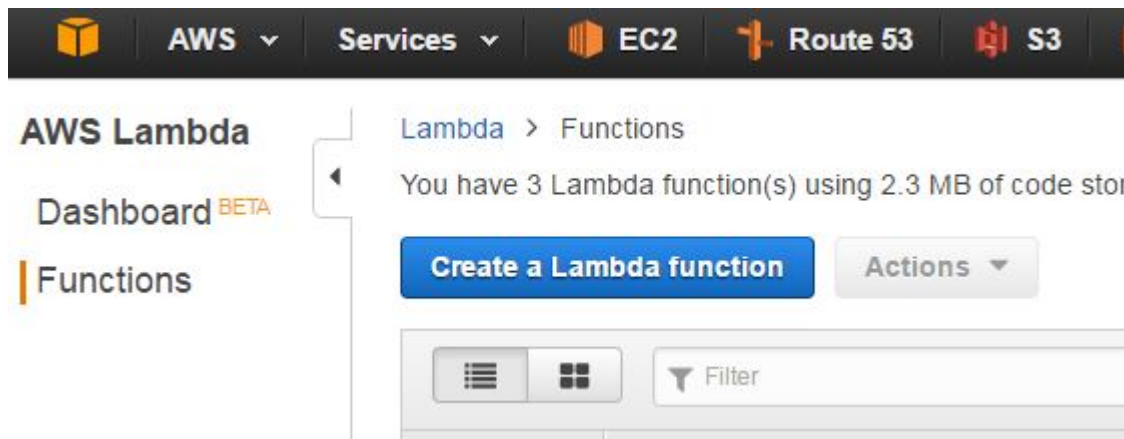 AWS Services EC2 Route 53 S3
AWS Lambda
Dashboard BETA
Functions
Lambda > Functions
You have 3 Lambda function(s) using 2.3 MB of code
Create a Lambda function Actions
Filter